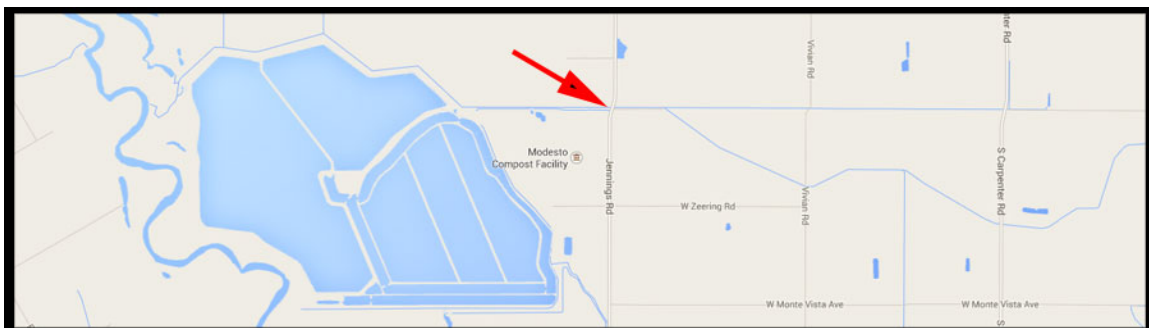 nter Rd
Vivian Rd
Modesto
Compost Facility
Jennings Rd
S Carpenter Rd
W Zeering Rd
Vivian Rd
W Monte Vista Ave
W Monte Vista Ave
S